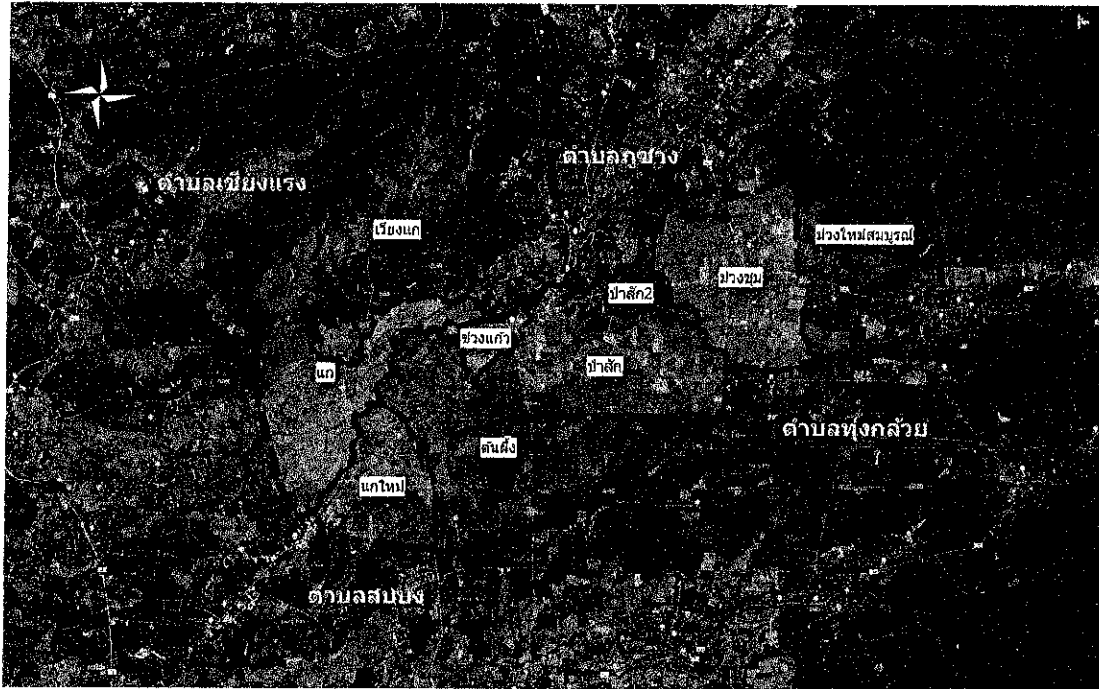 ตำบลภูซาง
ตำบลเชียงแรง
เวียงแก
ม่วงใหม่สมบูรณ์
ม่วงชุม
ป่าสัก2
ช่วงแก้ว
ป่าสัก
แก
ตำบลทุ่งกล้วย
ต้นผึ้ง
แกใหม่
ตำบลสบบง